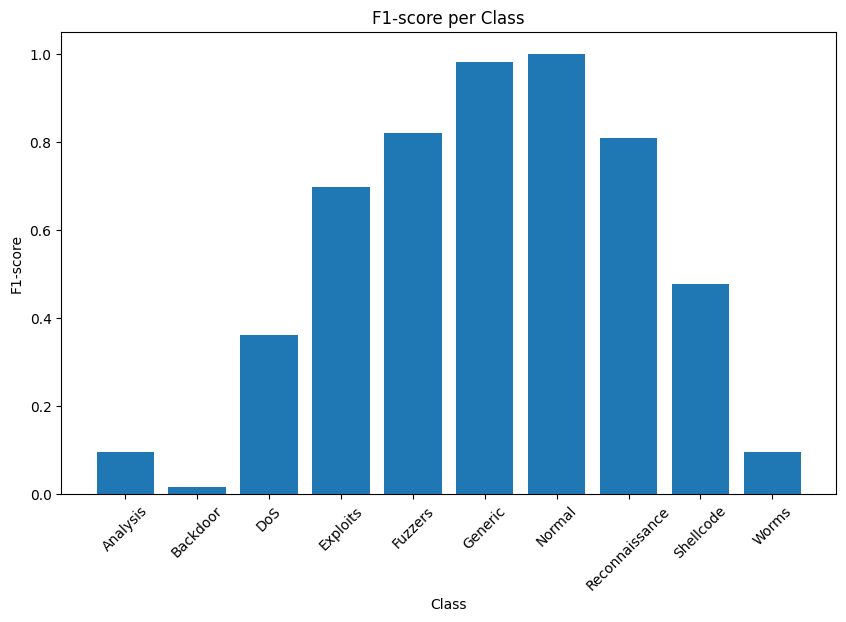 F1-score per Class
F1-score
1.0
0.8
0.6
0.4
0.2
0.0
Analysis
Backdoor
DoS
Exploits
Fuzzers
Generic
Normal
Reconnaissance
Shellcode
Worms
Class